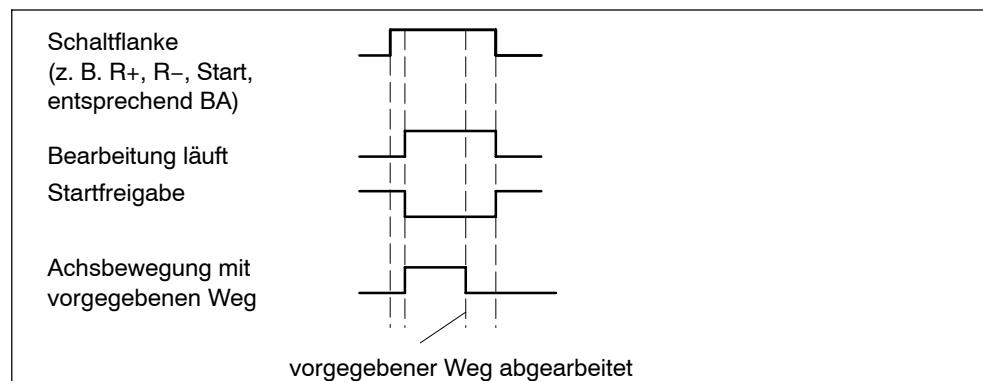 Schaltflanke
(z. B. R+, R−, Start,
entsprechend BA)
Bearbeitung läuft
Startfreigabe
Achsbewegung mit
vorgegebenen Weg
vorgegebener Weg abgearbeitet